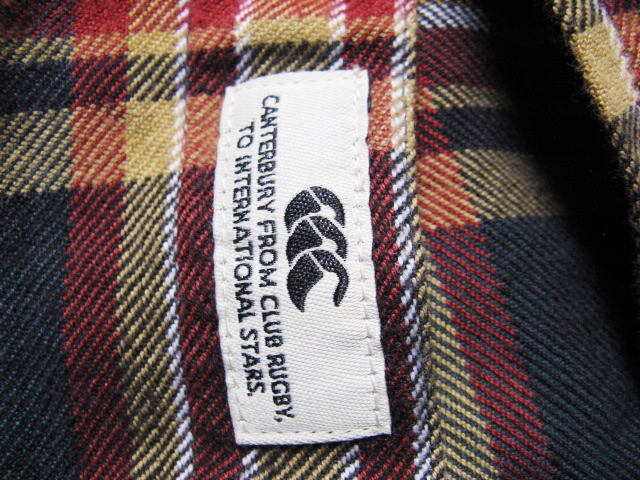 CANTERBURY FROM CLUB RUGBY,
TO INTERNATIONAL STARS.